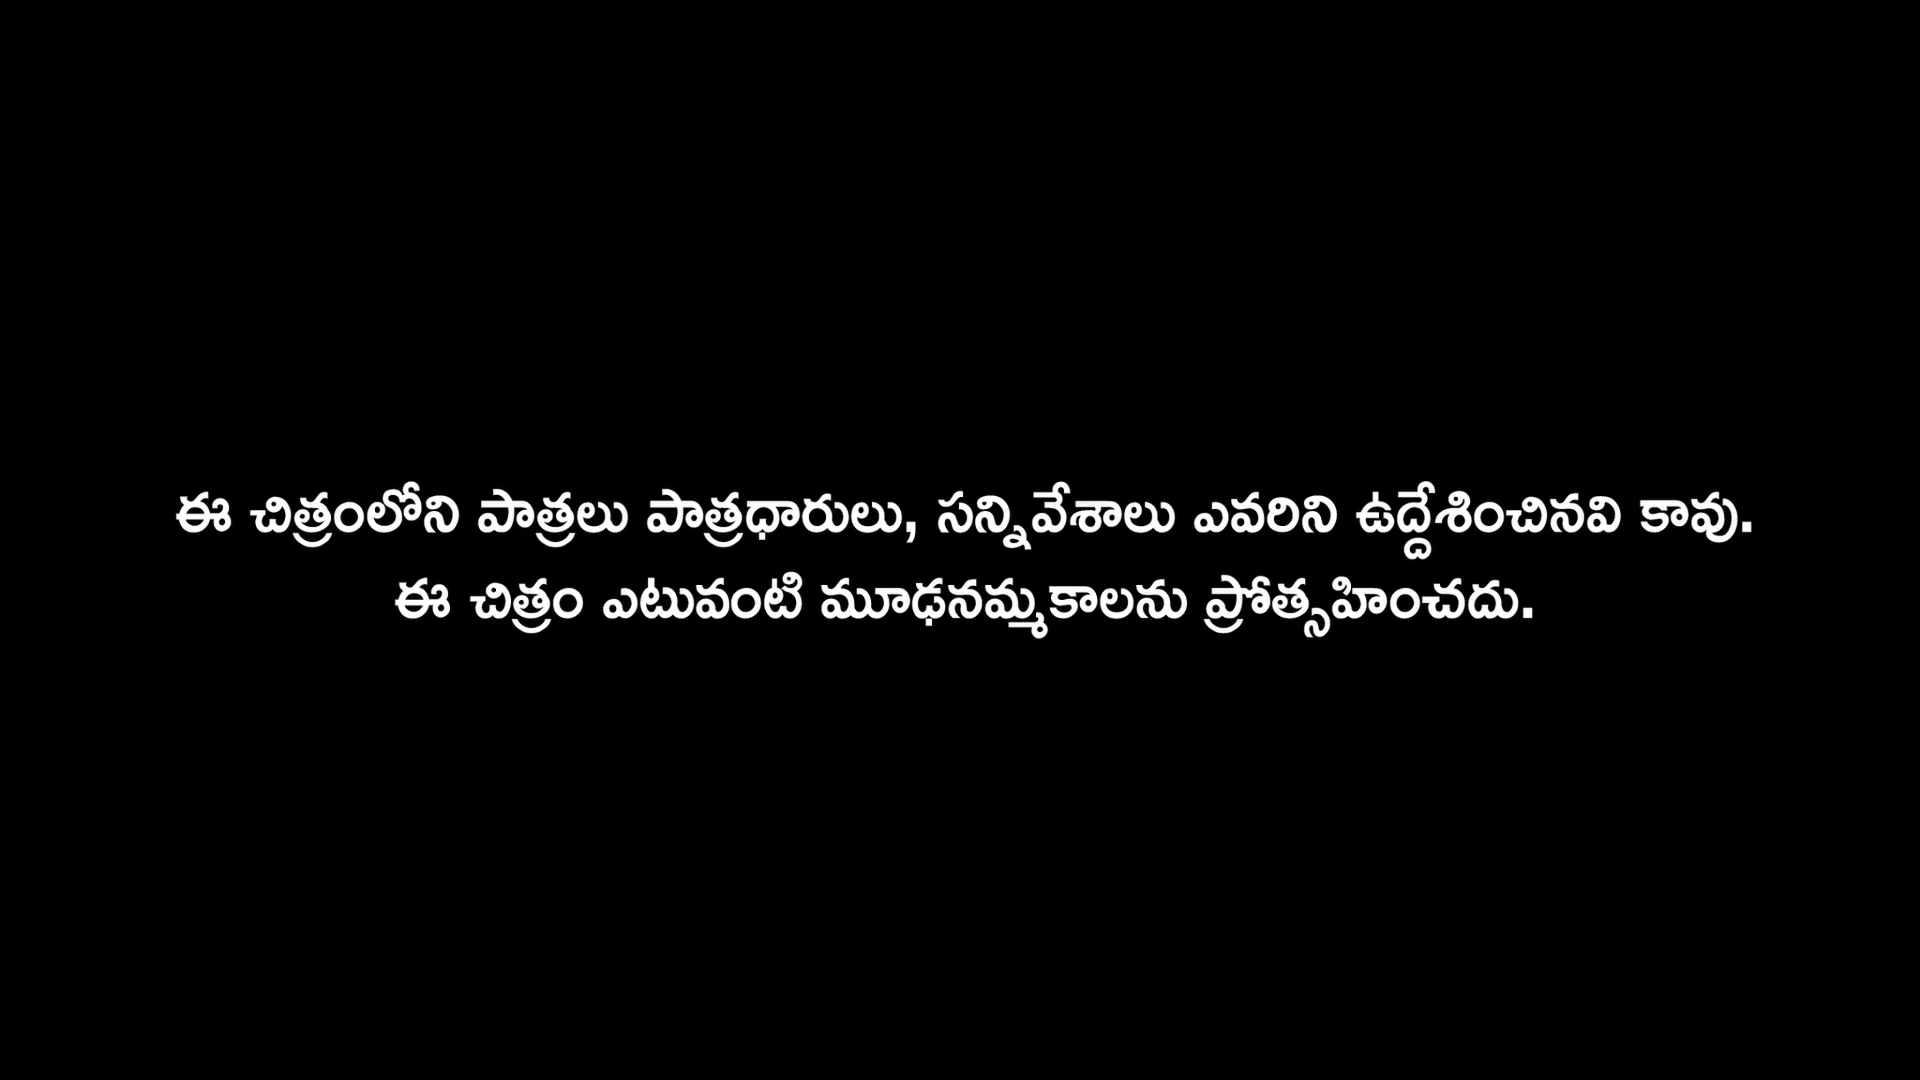 ఈ చిత్రంలోని పాత్రలు పాత్రధారులు, సన్నివేశాలు ఎవరిని ఉద్దేశించినవి కావు.
ఈ చిత్రం ఎటువంటి మూఢనమ్మకాలను ప్రోత్సహించదు.